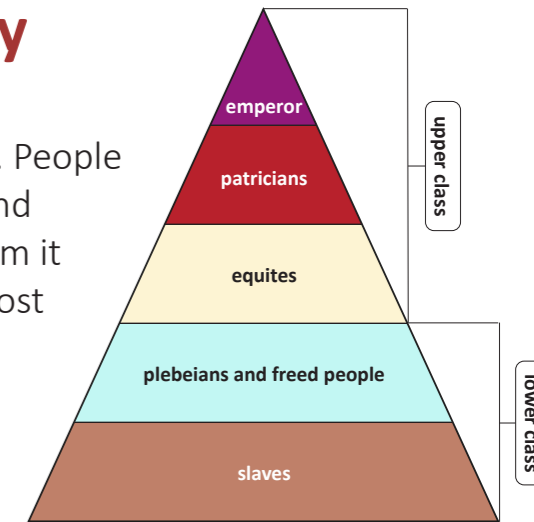 y
. People
nd
m it
ost
emperor
patricians
equites
plebeians and freed people
slaves
upper class
lower class